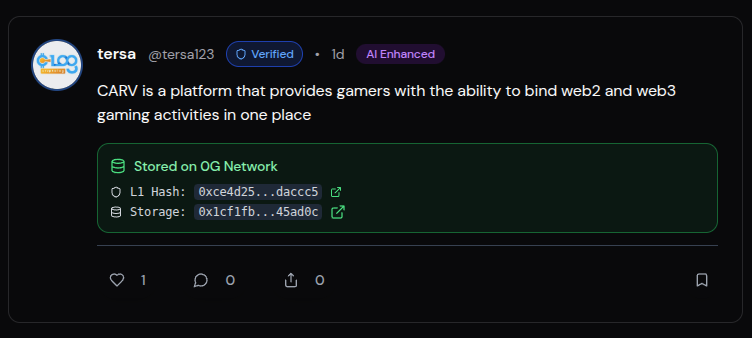 tersa @tersa123 Verified • 1d AI Enhanced
CARV is a platform that provides gamers with the ability to bind web2 and web3
gaming activities in one place
Stored on 0G Network
L1 Hash: 0xce4d25...daccc5
Storage: 0x1cf1fb...45ad0c
1 0 0